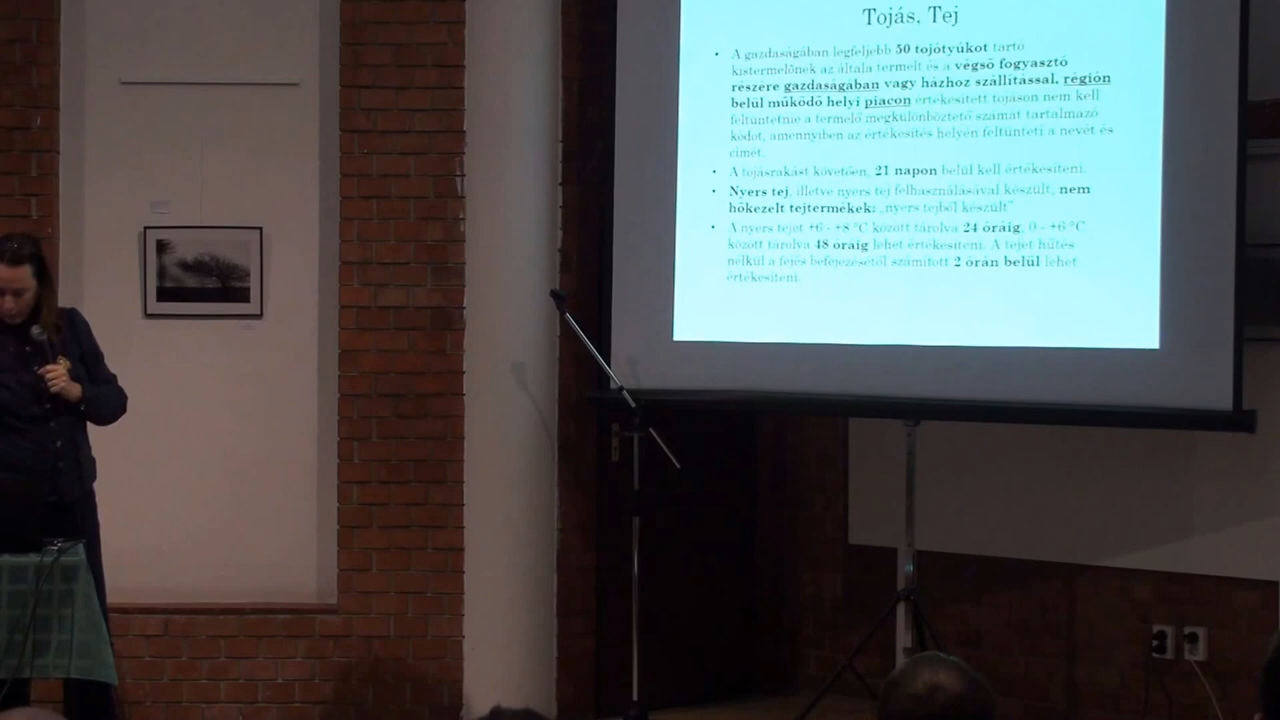 Tojás, Tej
• A gazdaságában legfeljebb 50 tojótyúkot tartó
kistermelőnek az általa termelt és a végső fogyasztó
részére gazdaságában vagy házhoz szállítással, régión
belül működő helyi piacon értékesített tojáson nem kell
feltüntetnie a termelő megkülönböztető számát tartalmazó
kódot, amennyiben az értékesítés helyén feltünteti a nevét és
címét.
• A tojásrakást követően, 21 napon belül kell értékesíteni.
• Nyers tej, illetve nyers tej felhasználásával készült, nem
hőkezelt tejtermékek: „nyers tejből készült”
• A nyers tejet +6 - +8 °C között tárolva 24 óráig, 0 - +6 °C
között tárolva 48 óráig lehet értékesíteni. A tejet hűtés
nélkül a fejés befejezésétől számított 2 órán belül lehet
értékesíteni.